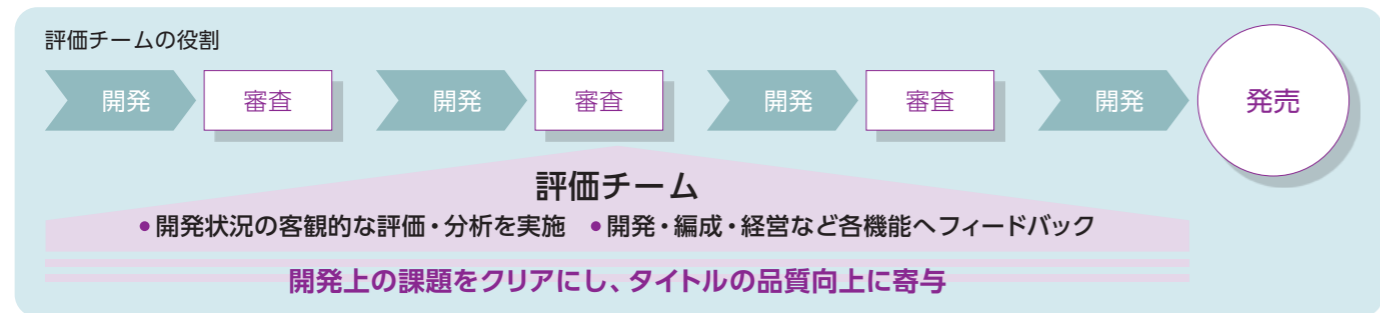 評価チームの役割
開発 審査 開発 審査 開発 審査 開発 発売
評価チーム
●開発状況の客観的な評価・分析を実施 ●開発・編成・経営など各機能へフィードバック
開発上の課題をクリアにし、タイトルの品質向上に寄与